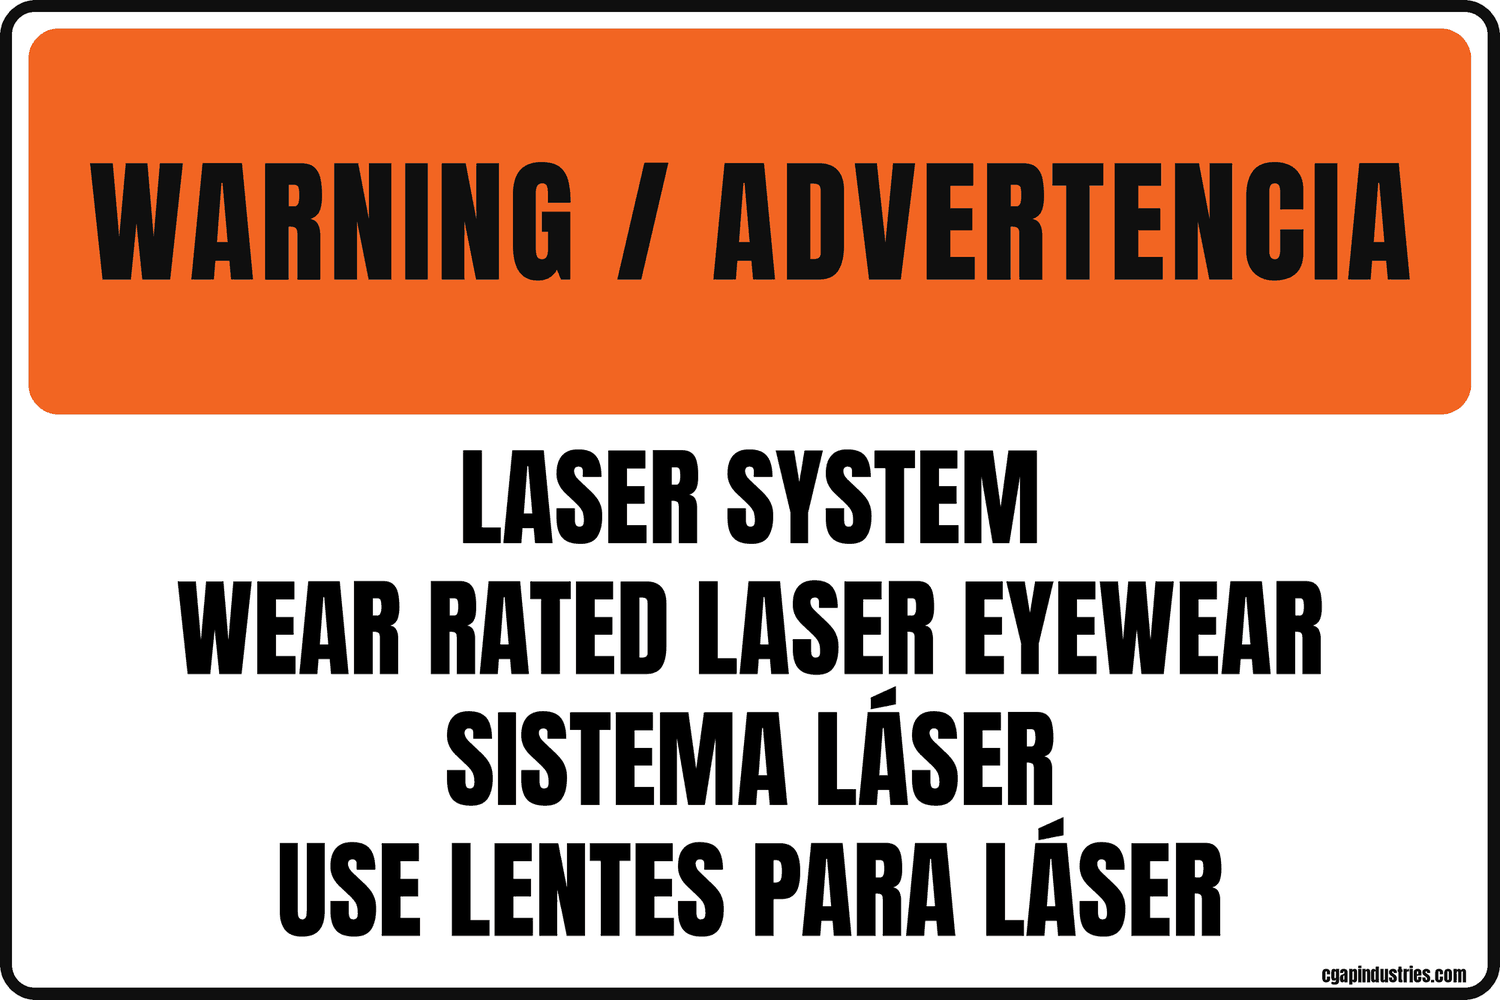 WARNING / ADVERTENCIA
LASER SYSTEM
WEAR RATED LASER EYEWEAR
SISTEMA LÁSER
USE LENTES PARA LÁSER
cgapindustries.com